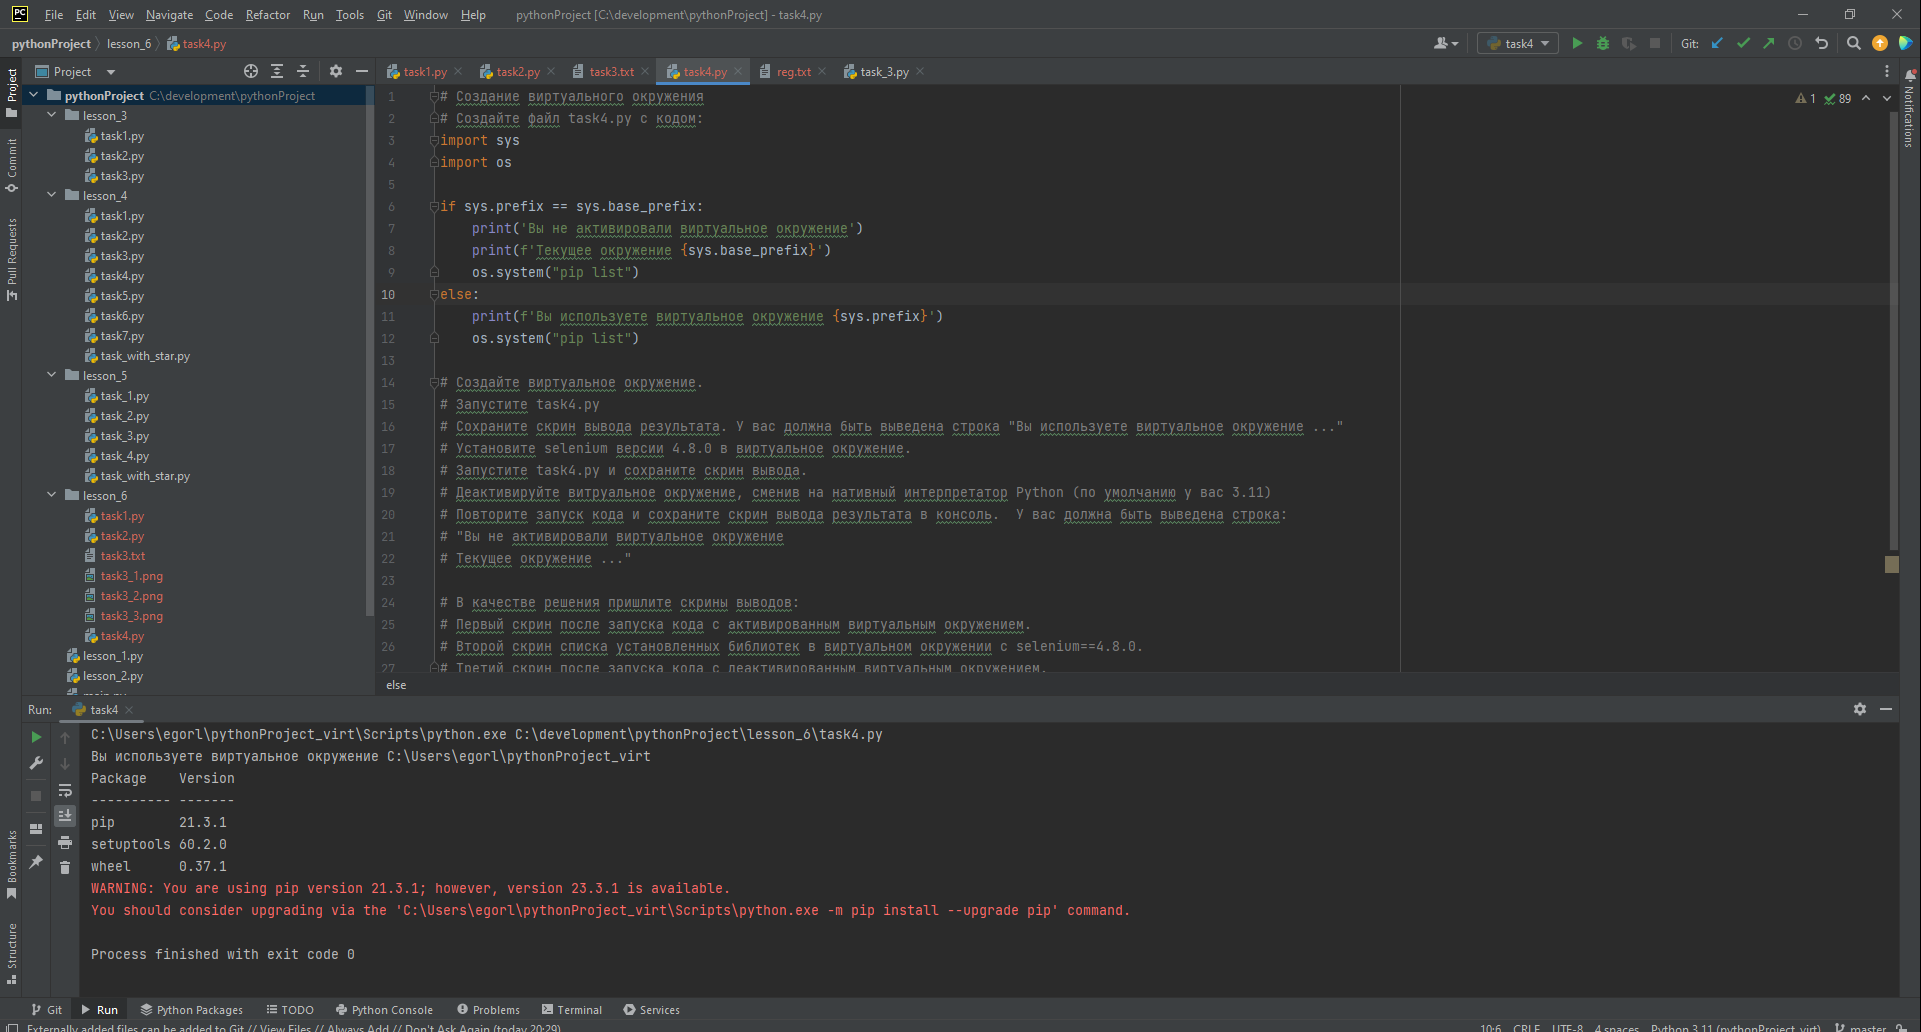 File Edit View Navigate Code Refactor Run Tools Git Window Help pythonProject [C:\development\pythonProject] - task4.py
pythonProject lesson_6 task4.py
task4 Git:
Project
task1.py task2.py task3.txt task4.py reg.txt task_3.py
Project
Commit
Pull Requests
Bookmarks
Structure
Notifications
pythonProject C:\development\pythonProject
lesson_3
task1.py
task2.py
task3.py
lesson_4
task1.py
task2.py
task3.py
task4.py
task5.py
task6.py
task7.py
task_with_star.py
lesson_5
task_1.py
task_2.py
task_3.py
task_4.py
task_with_star.py
lesson_6
task1.py
task2.py
task3.txt
task3_1.png
task3_2.png
task3_3.png
task4.py
lesson_1.py
lesson_2.py
1 89
1 # Создание виртуального окружения
2 # Создайте файл task4.py с кодом:
3 import sys
4 import os
5
6 if sys.prefix == sys.base_prefix:
7 print('Вы не активировали виртуальное окружение')
8 print(f'Текущее окружение {sys.base_prefix}')
9 os.system("pip list")
10 else:
11 print(f'Вы используете виртуальное окружение {sys.prefix}')
12 os.system("pip list")
13
14 # Создайте виртуальное окружение.
15 # Запустите task4.py
16 # Сохраните скрин вывода результата. У вас должна быть выведена строка "Вы используете виртуальное окружение ..."
17 # Установите selenium версии 4.8.0 в виртуальное окружение.
18 # Запустите task4.py и сохраните скрин вывода.
19 # Деактивируйте витруальное окружение, сменив на нативный интерпретатор Python (по умолчанию у вас 3.11)
20 # Повторите запуск кода и сохраните скрин вывода результата в консоль.  У вас должна быть выведена строка:
21 # "Вы не активировали виртуальное окружение
22 # Текущее окружение ..."
23
24 # В качестве решения пришлите скрины выводов:
25 # Первый скрин после запуска кода с активированным виртуальным окружением.
26 # Второй скрин списка установленных библиотек в виртуальном окружении с selenium==4.8.0.
27 # Третий скрин после запуска кода с деактивированным виртуальным окружением.
else
Run: task4
C:\Users\egorl\pythonProject_virt\Scripts\python.exe C:\development\pythonProject\lesson_6\task4.py
Вы используете виртуальное окружение C:\Users\egorl\pythonProject_virt
Package    Version
---------- -------
pip        21.3.1
setuptools 60.2.0
wheel      0.37.1
WARNING: You are using pip version 21.3.1; however, version 23.3.1 is available.
You should consider upgrading via the 'C:\Users\egorl\pythonProject_virt\Scripts\python.exe -m pip install --upgrade pip' command.
Process finished with exit code 0
Git Run Python Packages TODO Python Console Problems Terminal Services
Externally added files can be added to Git // View Files // Always Add // Don't Ask Again (today 20:29) 10:6 CRLF UTF-8 4 spaces Python 3.11 (pythonProject_virt) master